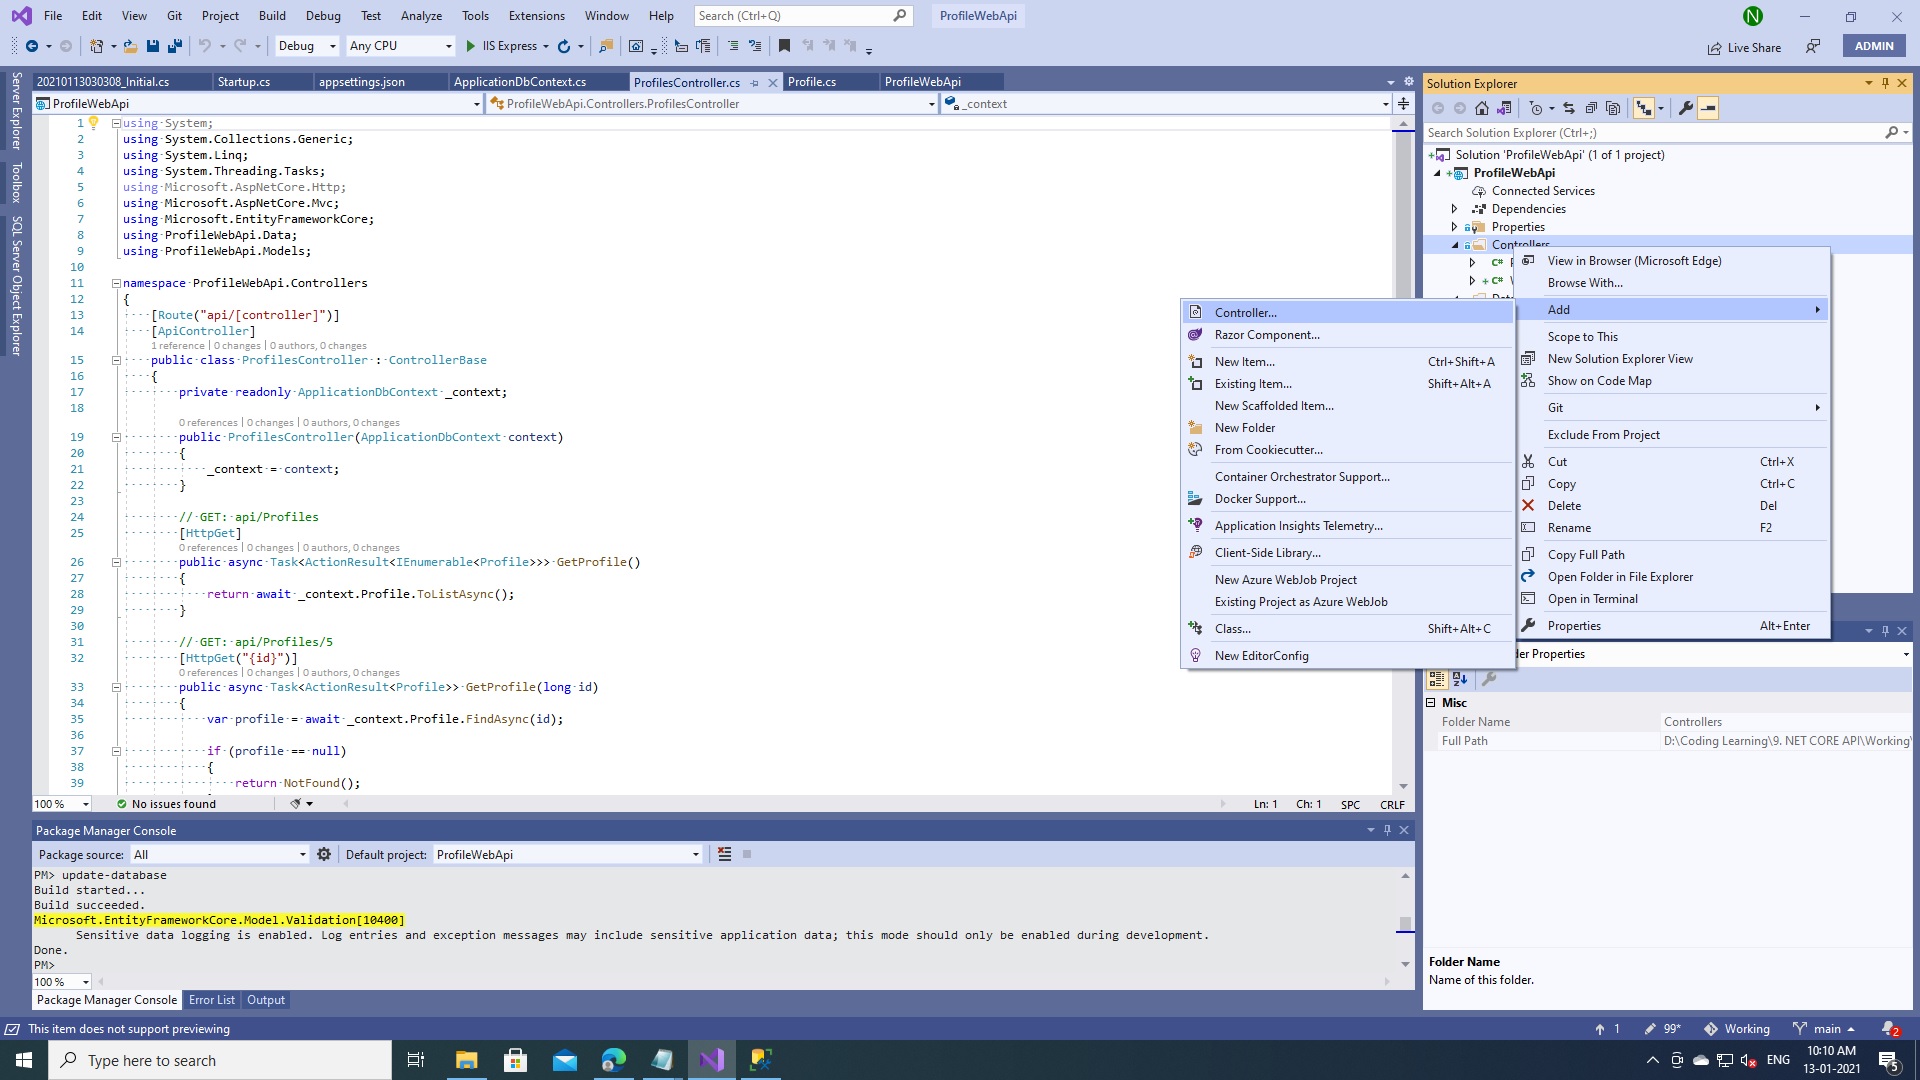 File Edit View Git Project Build Debug Test Analyze Tools Extensions Window Help Search (Ctrl+Q) ProfileWebApi N
Debug Any CPU IIS Express Live Share ADMIN
Server Explorer
Toolbox
SQL Server Object Explorer
20210113030308_Initial.cs Startup.cs appsettings.json ApplicationDbContext.cs ProfilesController.cs Profile.cs ProfileWebApi
ProfileWebApi ProfileWebApi.Controllers.ProfilesController _context
1 using System;
2 using System.Collections.Generic;
3 using System.Linq;
4 using System.Threading.Tasks;
5 using Microsoft.AspNetCore.Http;
6 using Microsoft.AspNetCore.Mvc;
7 using Microsoft.EntityFrameworkCore;
8 using ProfileWebApi.Data;
9 using ProfileWebApi.Models;
10
11 namespace ProfileWebApi.Controllers
12 {
13 [Route("api/[controller]")]
14 [ApiController]
1 reference | 0 changes | 0 authors, 0 changes
15 public class ProfilesController : ControllerBase
16 {
17 private readonly ApplicationDbContext _context;
18
0 references | 0 changes | 0 authors, 0 changes
19 public ProfilesController(ApplicationDbContext context)
20 {
21 _context = context;
22 }
23
24 // GET: api/Profiles
25 [HttpGet]
0 references | 0 changes | 0 authors, 0 changes
26 public async Task<ActionResult<IEnumerable<Profile>>> GetProfile()
27 {
28 return await _context.Profile.ToListAsync();
29 }
30
31 // GET: api/Profiles/5
32 [HttpGet("{id}")]
0 references | 0 changes | 0 authors, 0 changes
33 public async Task<ActionResult<Profile>> GetProfile(long id)
34 {
35 var profile = await _context.Profile.FindAsync(id);
36
37 if (profile == null)
38 {
39 return NotFound();
100 % No issues found Ln: 1 Ch: 1 SPC CRLF
Package Manager Console
Package source: All Default project: ProfileWebApi
PM> update-database
Build started...
Build succeeded.
Microsoft.EntityFrameworkCore.Model.Validation[10400]
Sensitive data logging is enabled. Log entries and exception messages may include sensitive application data; this mode should only be enabled during development.
Done.
PM>
100 %
Package Manager Console Error List Output
Solution Explorer
Search Solution Explorer (Ctrl+;)
Solution 'ProfileWebApi' (1 of 1 project)
ProfileWebApi
Connected Services
Dependencies
Properties
Controllers
C#
C#
View in Browser (Microsoft Edge)
Browse With...
Add
Scope to This
New Solution Explorer View
Show on Code Map
Git
Exclude From Project
Cut Ctrl+X
Copy Ctrl+C
Delete Del
Rename F2
Copy Full Path
Open Folder in File Explorer
Open in Terminal
Properties Alt+Enter
Controller...
Razor Component...
New Item... Ctrl+Shift+A
Existing Item... Shift+Alt+A
New Scaffolded Item...
New Folder
From Cookiecutter...
Container Orchestrator Support...
Docker Support...
Application Insights Telemetry...
Client-Side Library...
New Azure WebJob Project
Existing Project as Azure WebJob
Class... Shift+Alt+C
New EditorConfig
Properties
Misc
Folder Name Controllers
Full Path D:\Coding Learning\9. NET CORE API\Working\
Folder Name
Name of this folder.
This item does not support previewing 1 99* Working main 2
Type here to search ENG 10:10 AM 13-01-2021 5